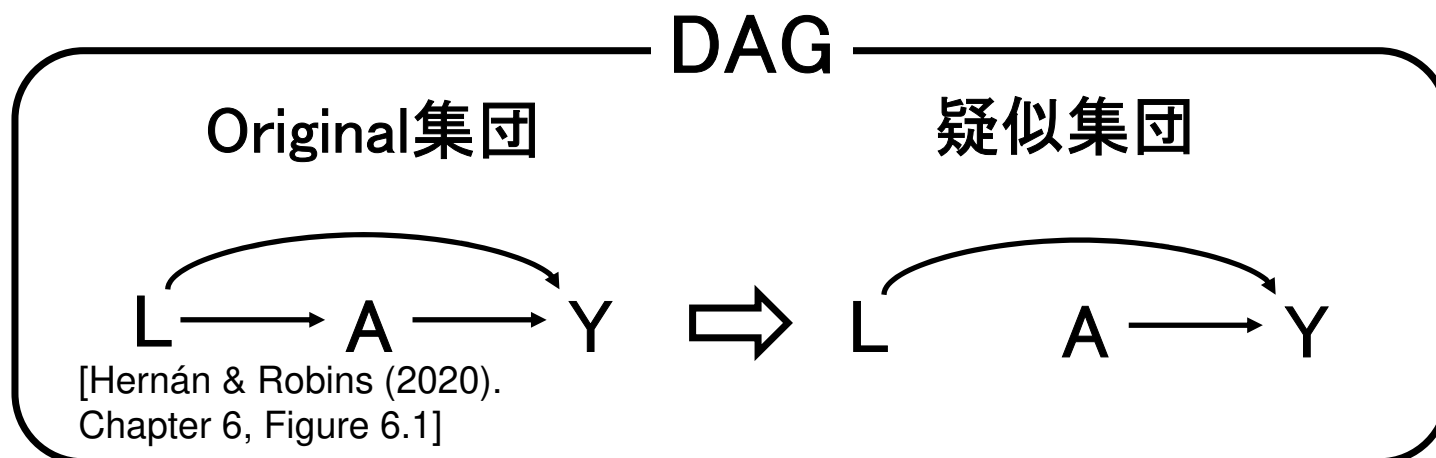 DAG
Original集団
疑似集団
L A Y
L A Y
[Hernán & Robins (2020).
Chapter 6, Figure 6.1]